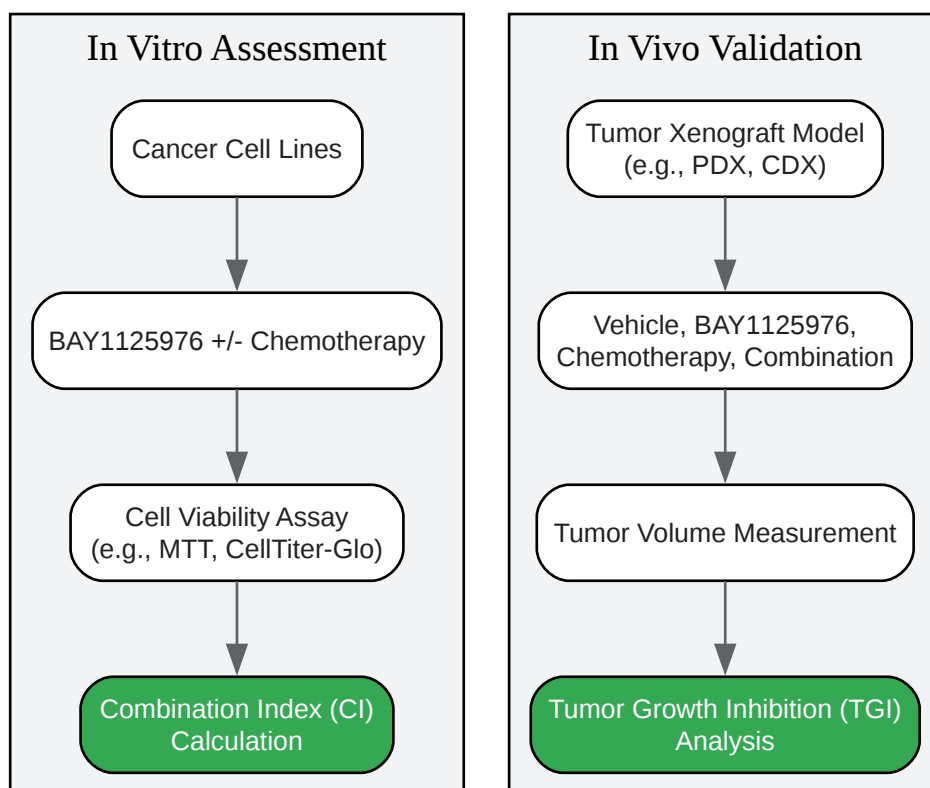 In Vitro Assessment
Cancer Cell Lines
BAY1125976 +/- Chemotherapy
Cell Viability Assay
(e.g., MTT, CellTiter-Glo)
Combination Index (CI)
Calculation
In Vivo Validation
Tumor Xenograft Model
(e.g., PDX, CDX)
Vehicle, BAY1125976,
Chemotherapy, Combination
Tumor Volume Measurement
Tumor Growth Inhibition (TGI)
Analysis